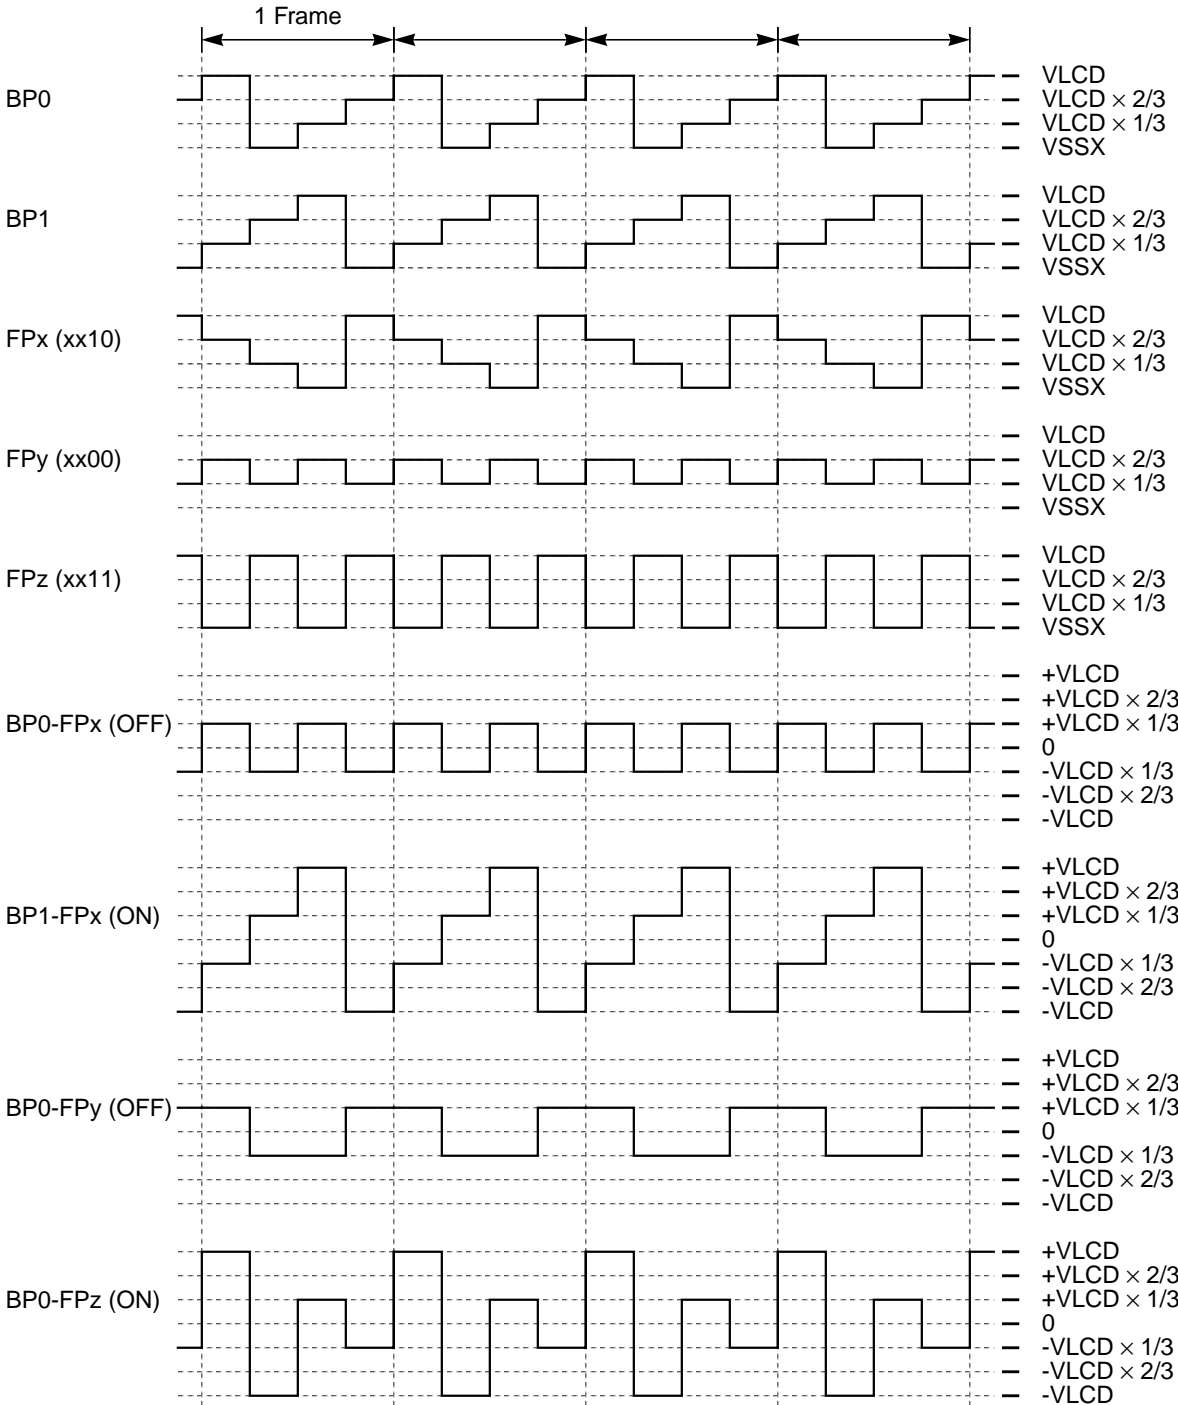 1 Frame
BP0
VLCD
VLCD × 2/3
VLCD × 1/3
VSSX
BP1
VLCD
VLCD × 2/3
VLCD × 1/3
VSSX
FPx (xx10)
VLCD
VLCD × 2/3
VLCD × 1/3
VSSX
FPy (xx00)
VLCD
VLCD × 2/3
VLCD × 1/3
VSSX
FPz (xx11)
VLCD
VLCD × 2/3
VLCD × 1/3
VSSX
BP0-FPx (OFF)
+VLCD
+VLCD × 2/3
+VLCD × 1/3
0
-VLCD × 1/3
-VLCD × 2/3
-VLCD
BP1-FPx (ON)
+VLCD
+VLCD × 2/3
+VLCD × 1/3
0
-VLCD × 1/3
-VLCD × 2/3
-VLCD
BP0-FPy (OFF)
+VLCD
+VLCD × 2/3
+VLCD × 1/3
0
-VLCD × 1/3
-VLCD × 2/3
-VLCD
BP0-FPz (ON)
+VLCD
+VLCD × 2/3
+VLCD × 1/3
0
-VLCD × 1/3
-VLCD × 2/3
-VLCD